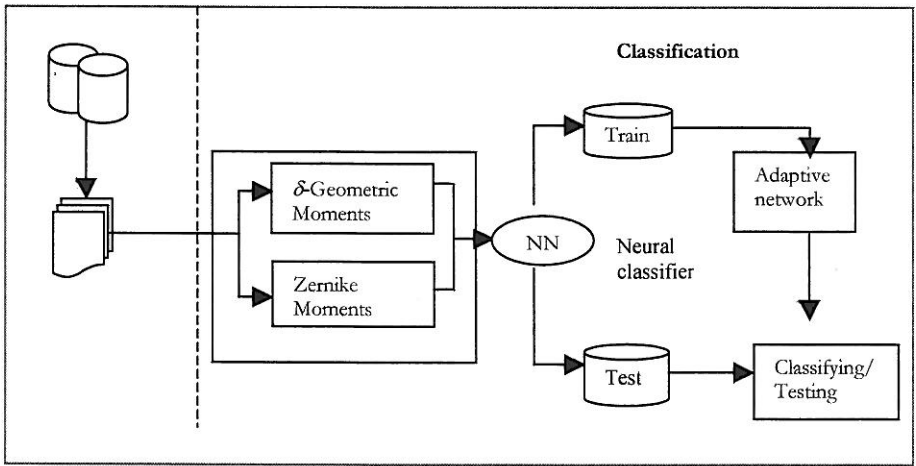 Classification
Train
δ-Geometric
Moments
Adaptive
network
NN
Neural
classifier
Zernike
Moments
Test
Classifying/
Testing